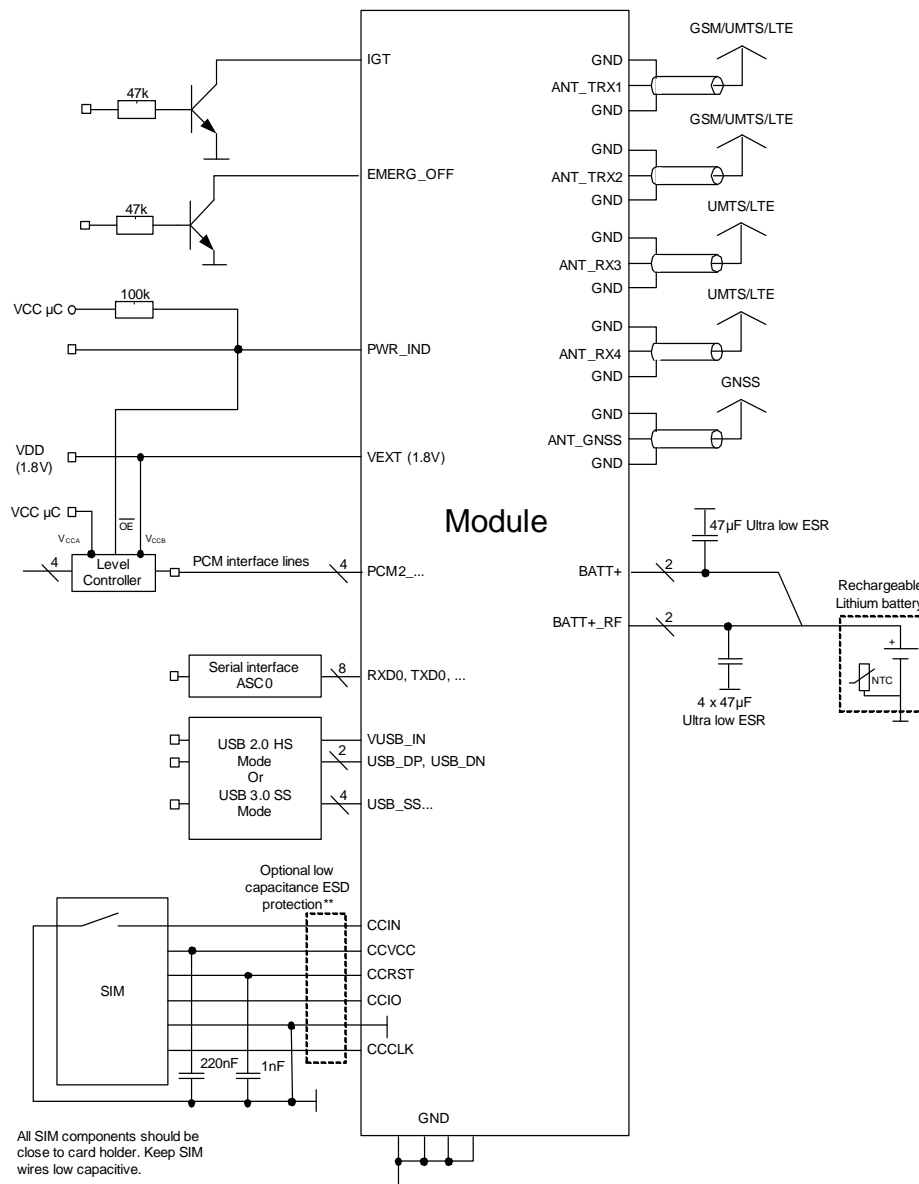 IGT
47k
EMERG_OFF
47k
VCC µC
100k
PWR_IND
VDD
(1.8V)
VEXT (1.8V)
VCC µC
OE
VCCA
VCCB
4
Level
Controller
PCM interface lines
4
PCM2_...
Serial interface
ASC0
8
RXD0, TXD0, ...
USB 2.0 HS
Mode
Or
USB 3.0 SS
Mode
VUSB_IN
2
USB_DP, USB_DN
4
USB_SS...
Optional low
capacitance ESD
protection**
SIM
CCIN
CCVCC
CCRST
CCIO
CCCLK
220nF
1nF
All SIM components should be
close to card holder. Keep SIM
wires low capacitive.
Module
GND
GSM/UMTS/LTE
GND
ANT_TRX1
GND
GSM/UMTS/LTE
GND
ANT_TRX2
GND
UMTS/LTE
GND
ANT_RX3
GND
UMTS/LTE
GND
ANT_RX4
GND
GNSS
GND
ANT_GNSS
GND
47µF Ultra low ESR
BATT+
2
BATT+_RF
2
4 x 47µF
Ultra low ESR
Rechargeable
Lithium battery
+
NTC